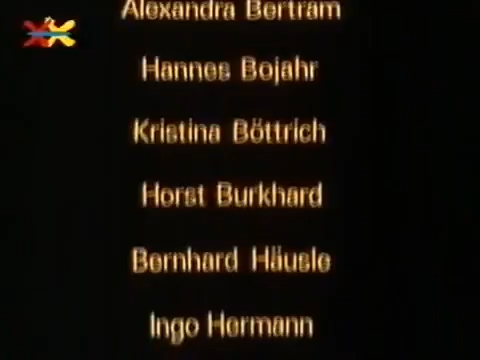 Alexandra Bertram
Hannes Bojahr
Kristina Böttrich
Horst Burkhard
Bernhard Häusle
Ingo Hermann